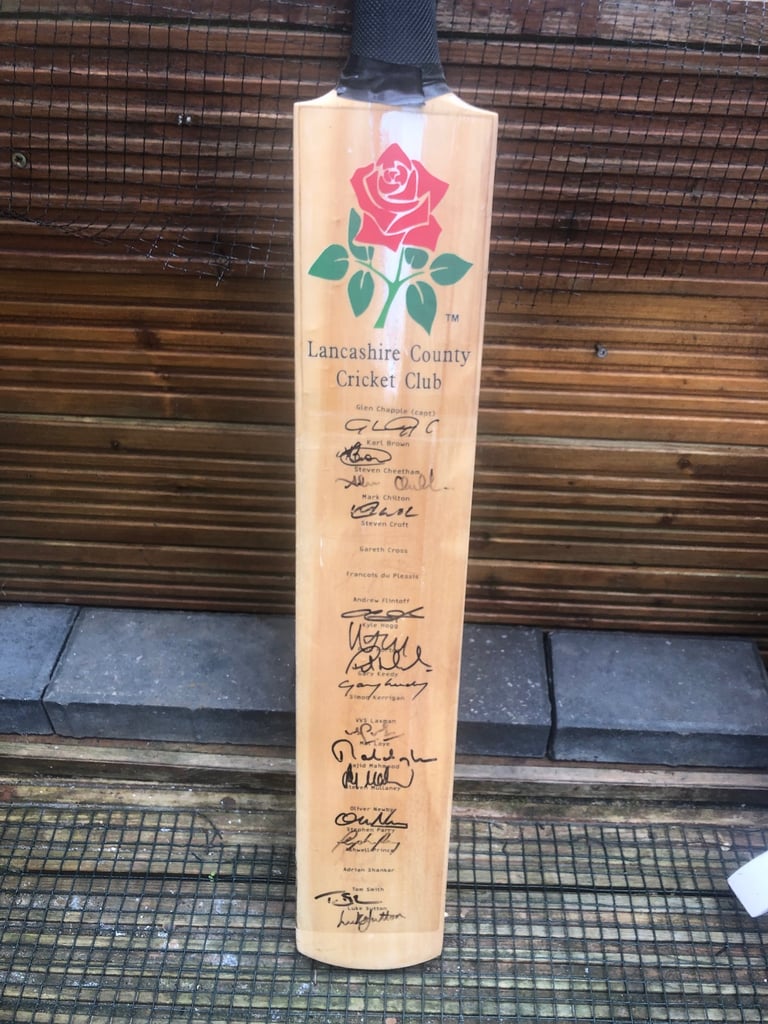 TM
Lancashire County
Cricket Club
Glen Chapple (capt)
Karl Brown
Steven Cheetham
Mark Chilton
Steven Croft
Gareth Cross
Francois du Plessis
Andrew Flintoff
Kyle Hogg
Gary Keedy
Simon Kerrigan
VVS Laxman
Mal Loye
Sajid Mahmood
Steven Mullaney
Oliver Newby
Stephen Parry
Ashwell Prince
Adrian Shankar
Tom Smith
Luke Sutton